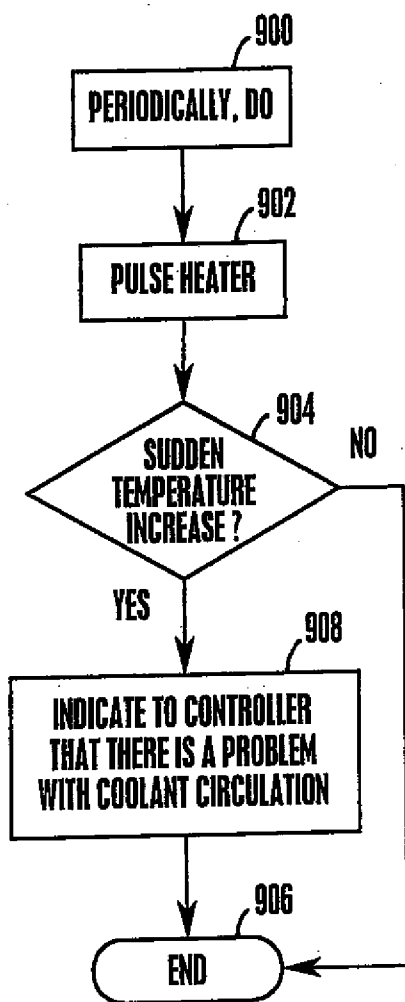 900
PERIODICALLY, DO
902
PULSE HEATER
904
SUDDEN
TEMPERATURE
INCREASE ?
NO
YES
908
INDICATE TO CONTROLLER
THAT THERE IS A PROBLEM
WITH COOLANT CIRCULATION
906
END